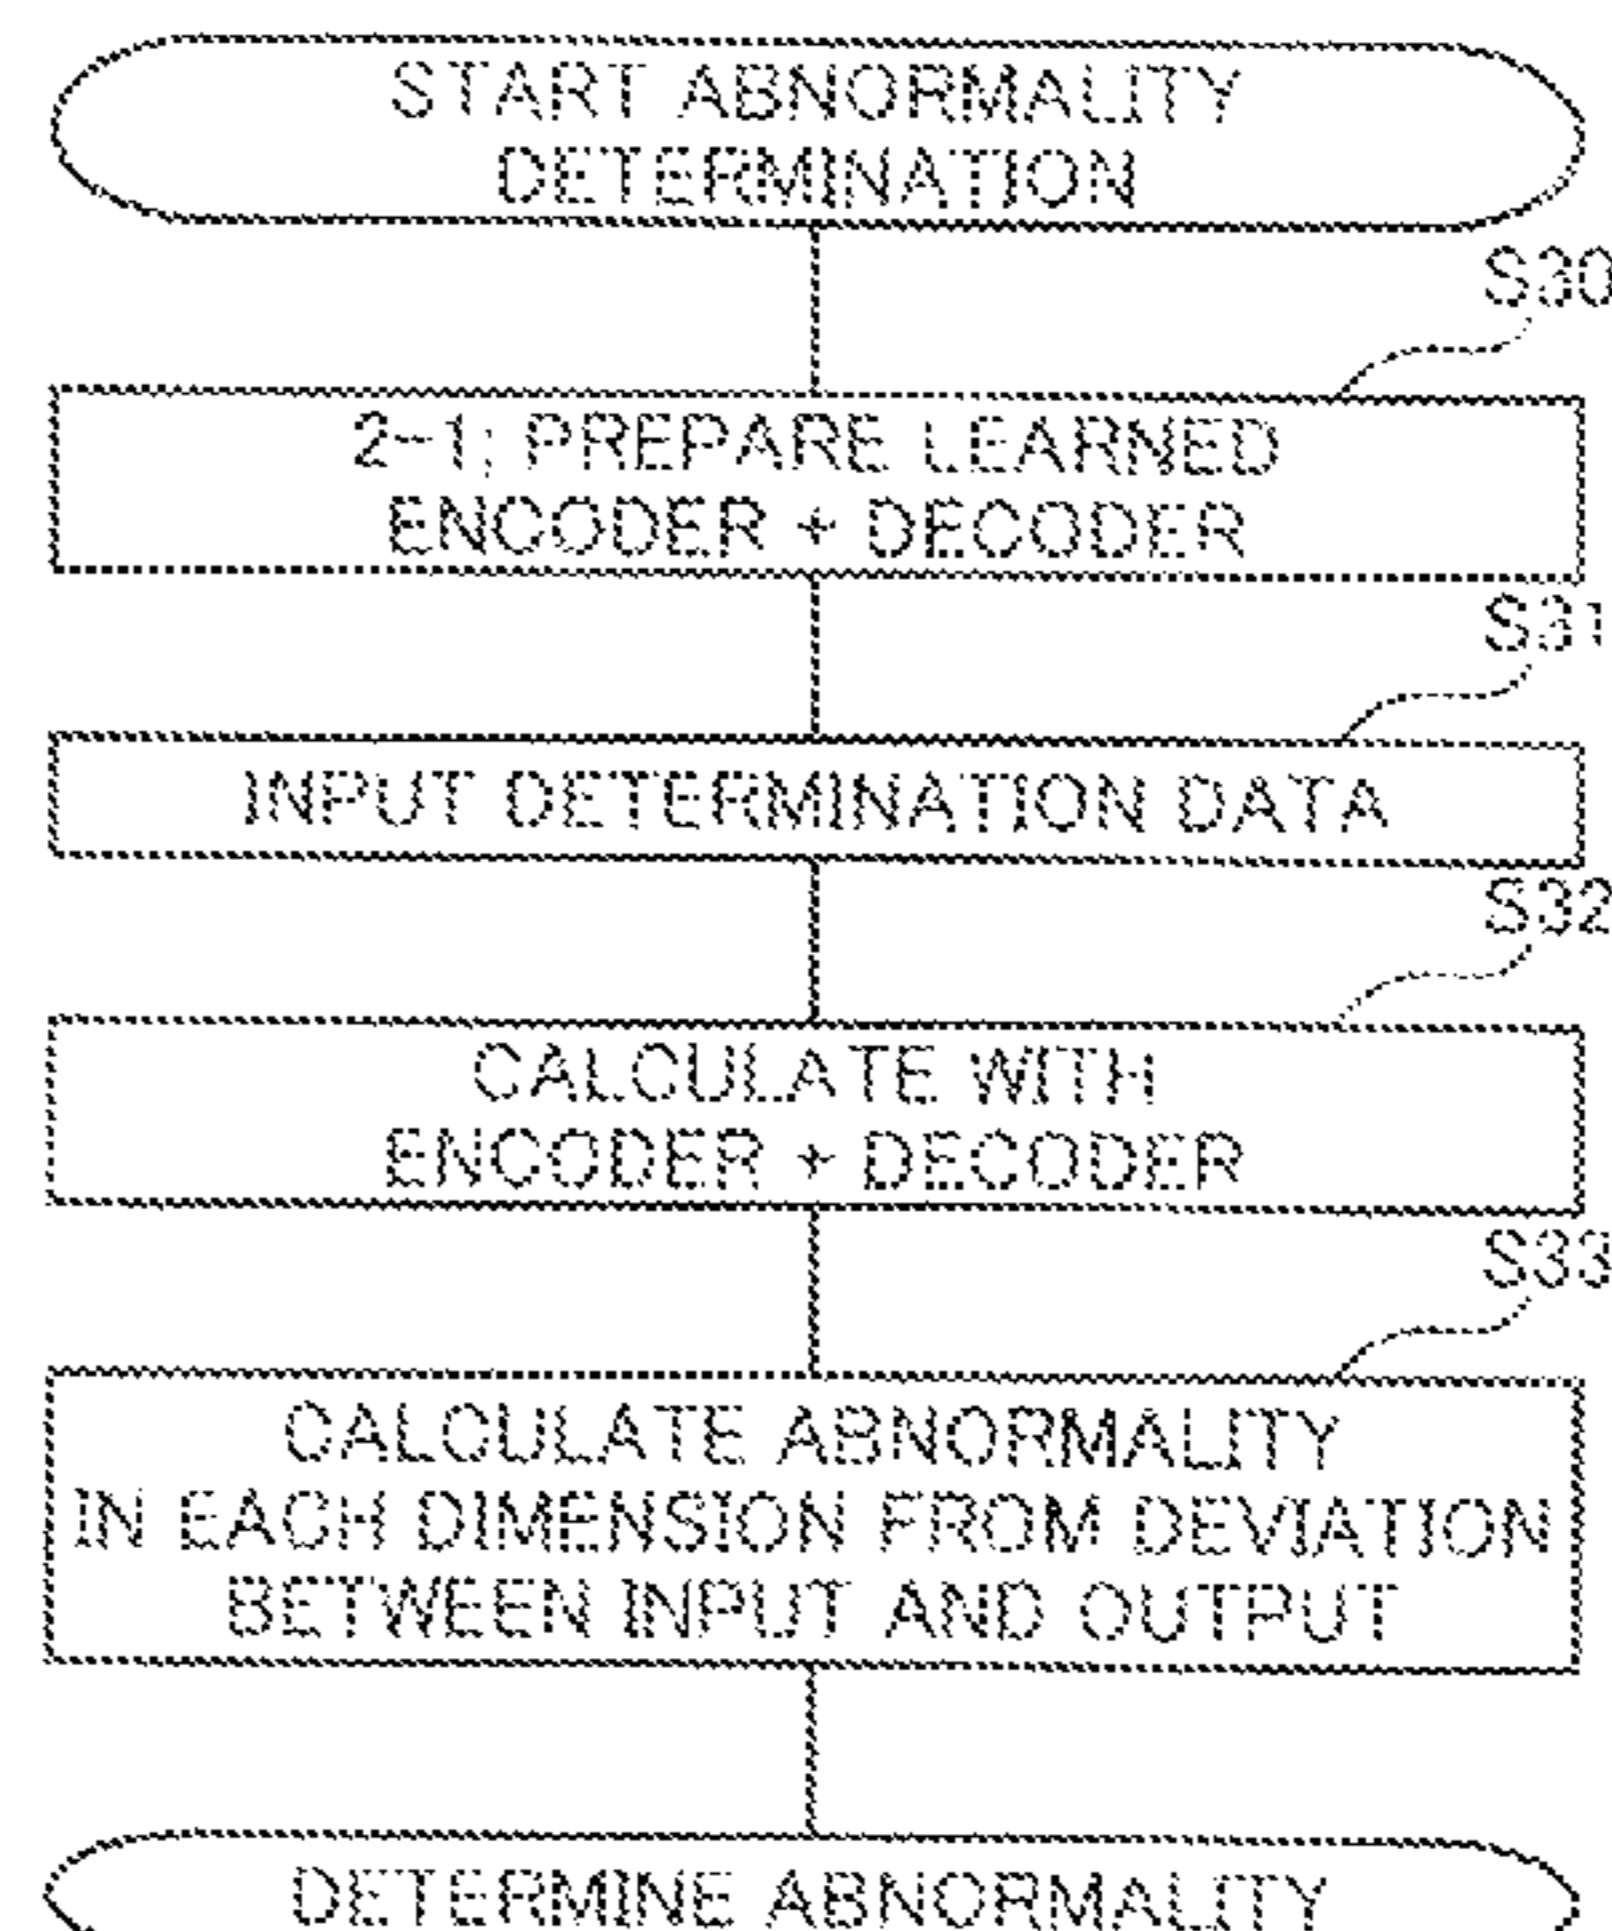 START ABNORMALITY
DETERMINATION
S30
2-1; PREPARE LEARNED
ENCODER + DECODER
S31
INPUT DETERMINATION DATA
S32
CALCULATE WITH
ENCODER + DECODER
S33
CALCULATE ABNORMALITY
IN EACH DIMENSION FROM DEVIATION
BETWEEN INPUT AND OUTPUT
DETERMINE ABNORMALITY